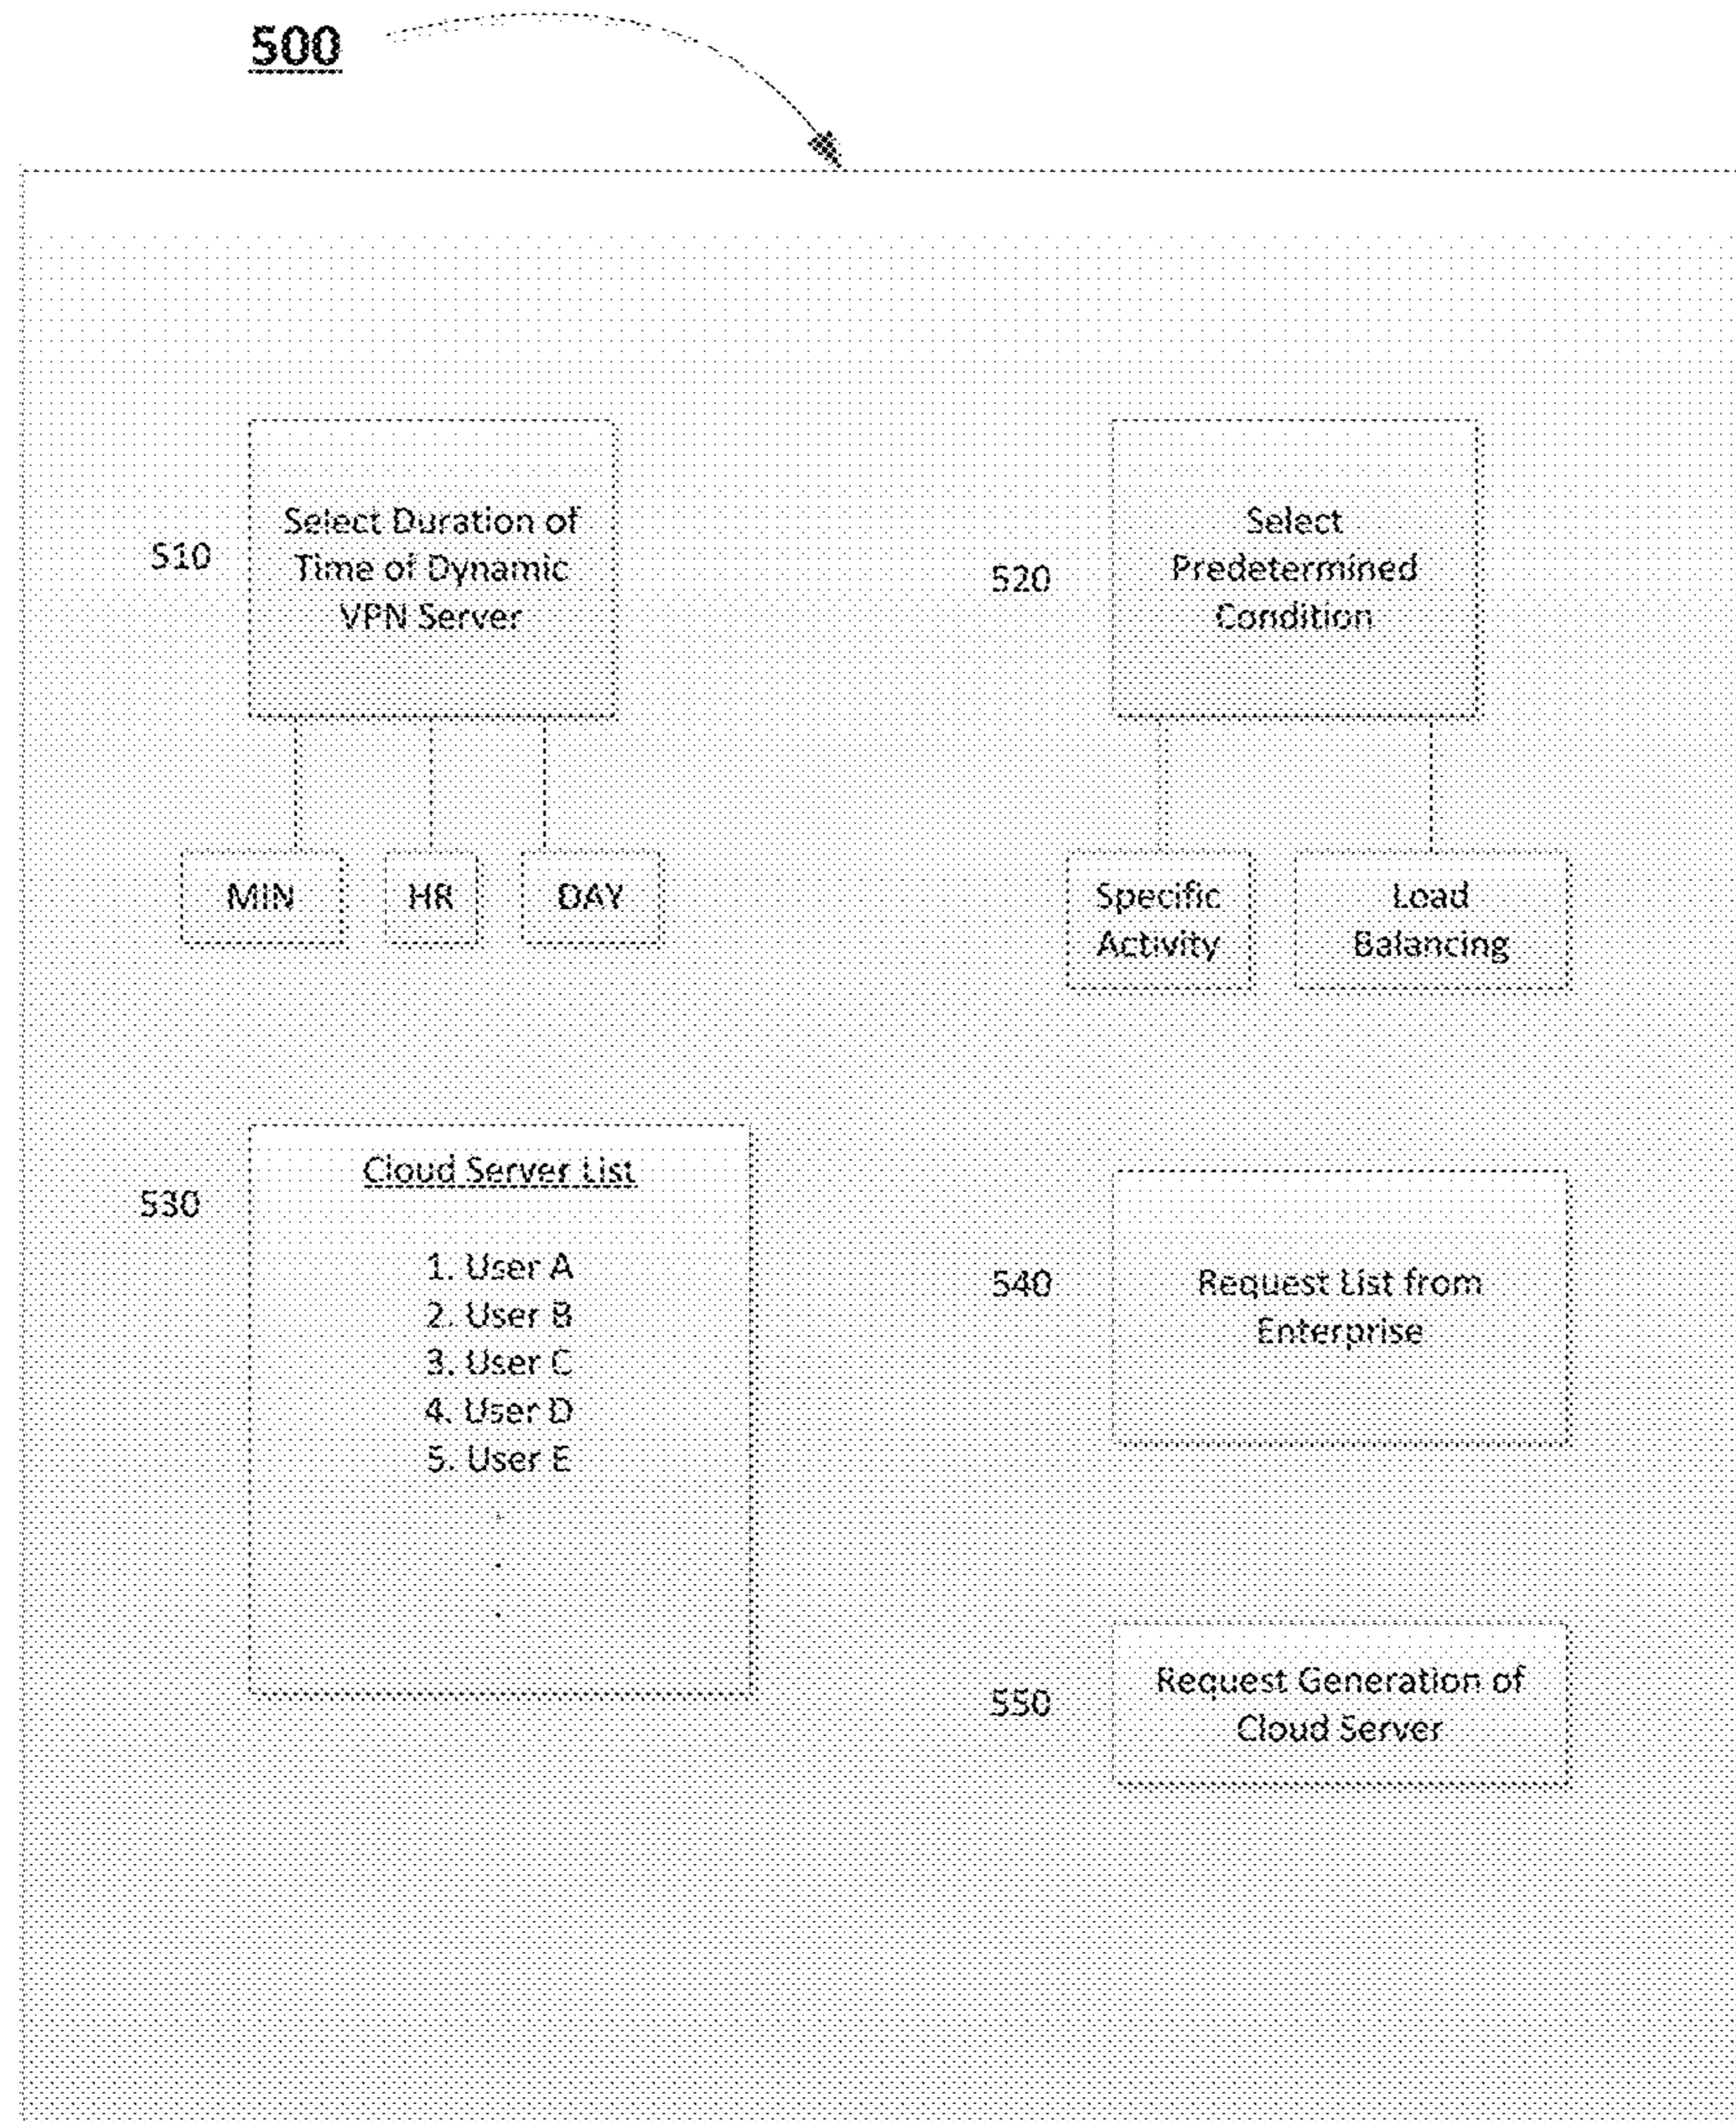 500
510
Select Duration of
Time of Dynamic
VPN Server
MIN
HR
DAY
520
Select
Predetermined
Condition
Specific
Activity
Load
Balancing
530
Cloud Server List
1. User A
2. User B
3. User C
4. User D
5. User E
.
.
.
540
Request List from
Enterprise
550
Request Generation of
Cloud Server